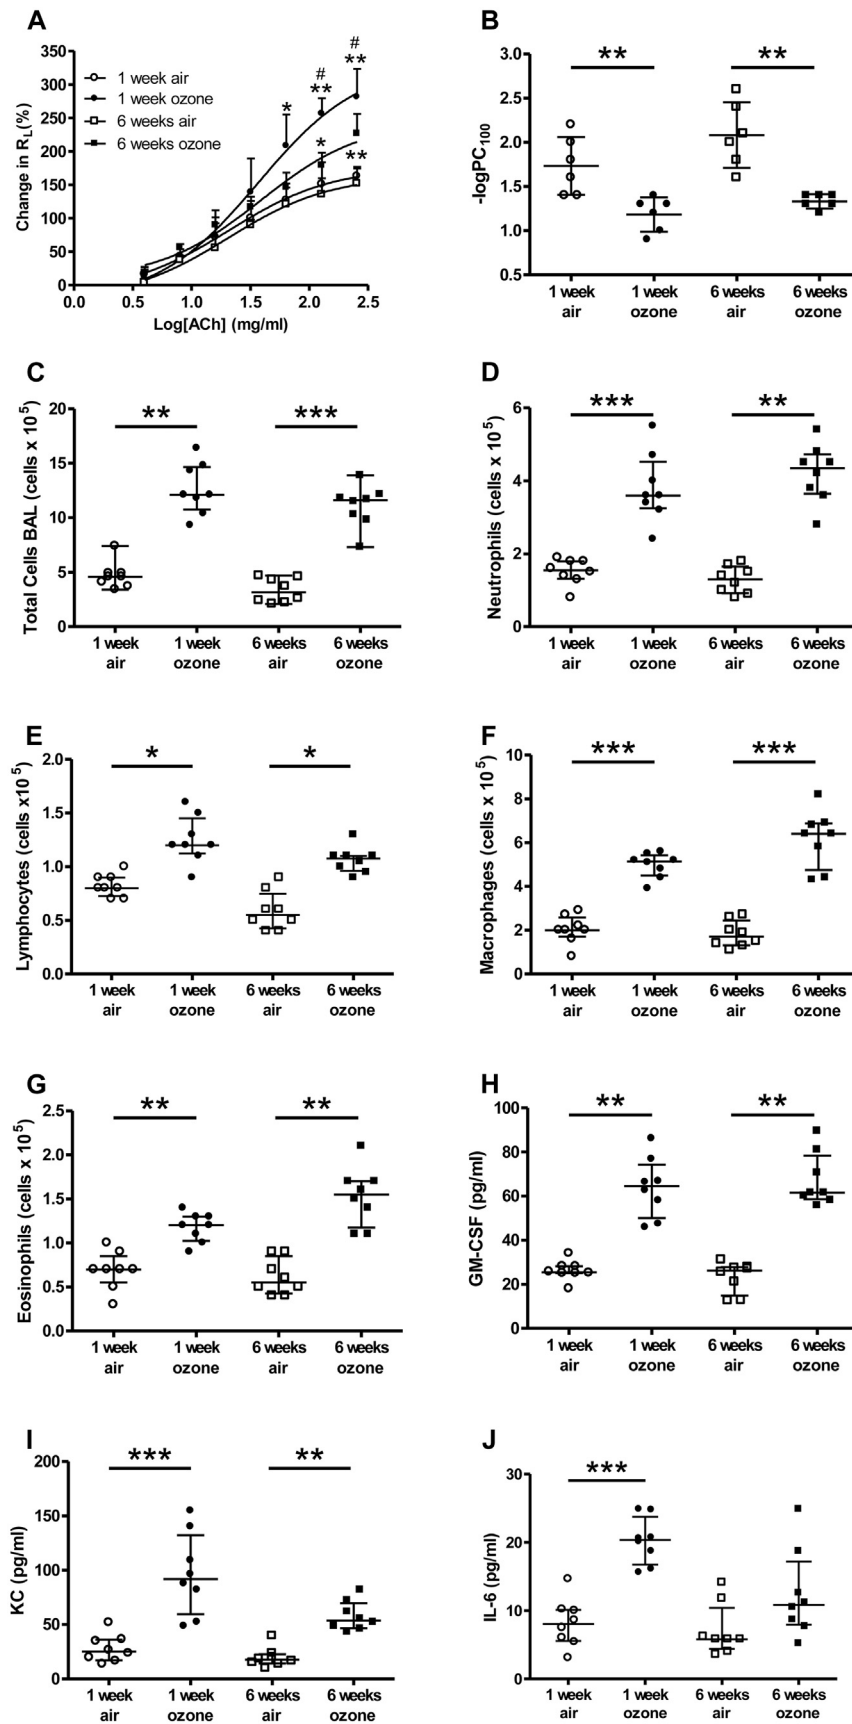 A
350
300
250
200
150
100
50
0
Change in RL(%)
1 week air
1 week ozone
6 weeks air
6 weeks ozone
*
#
**
#
**
*
**
0.0 0.5 1.0 1.5 2.0 2.5
Log[ACh] (mg/ml)
B
3.0
2.5
2.0
1.5
1.0
0.5
-logPC100
** **
1 week air
1 week ozone
6 weeks air
6 weeks ozone
C
20
15
10
5
0
Total Cells BAL (cells x 10^5)
** ***
1 week air
1 week ozone
6 weeks air
6 weeks ozone
D
6
4
2
0
Neutrophils (cells x 10^5)
*** **
1 week air
1 week ozone
6 weeks air
6 weeks ozone
E
2.0
1.5
1.0
0.5
0.0
Lymphocytes (cells x10^5)
* *
1 week air
1 week ozone
6 weeks air
6 weeks ozone
F
10
8
6
4
2
0
Macrophages (cells x 10^5)
*** ***
1 week air
1 week ozone
6 weeks air
6 weeks ozone
G
2.5
2.0
1.5
1.0
0.5
0.0
Eosinophils (cells x 10^5)
** **
1 week air
1 week ozone
6 weeks air
6 weeks ozone
H
100
80
60
40
20
0
GM-CSF (pg/ml)
** **
1 week air
1 week ozone
6 weeks air
6 weeks ozone
I
200
150
100
50
0
KC (pg/ml)
*** **
1 week air
1 week ozone
6 weeks air
6 weeks ozone
J
30
20
10
0
IL-6 (pg/ml)
***
1 week air
1 week ozone
6 weeks air
6 weeks ozone